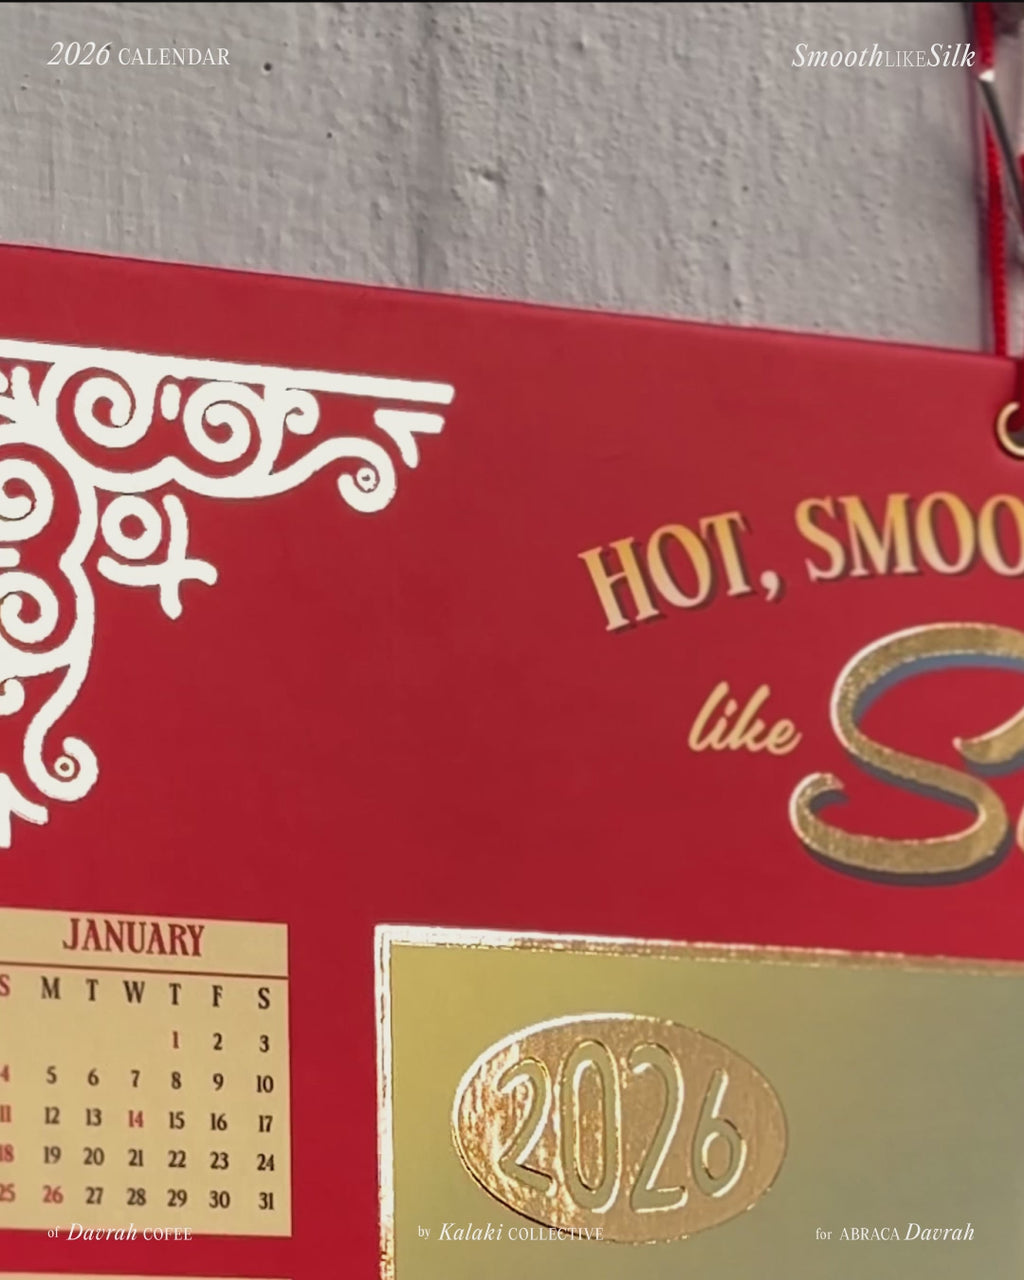 2026 CALENDAR
SmoothLIKESilk
HOT, SMOO
like
JANUARY
S M T W T F S
1 2 3
4 5 6 7 8 9 10
11 12 13 14 15 16 17
18 19 20 21 22 23 24
25 26 27 28 29 30 31
2026
of Davrah COFEE
by Kalaki COLLECTIVE
for ABRACA Davrah